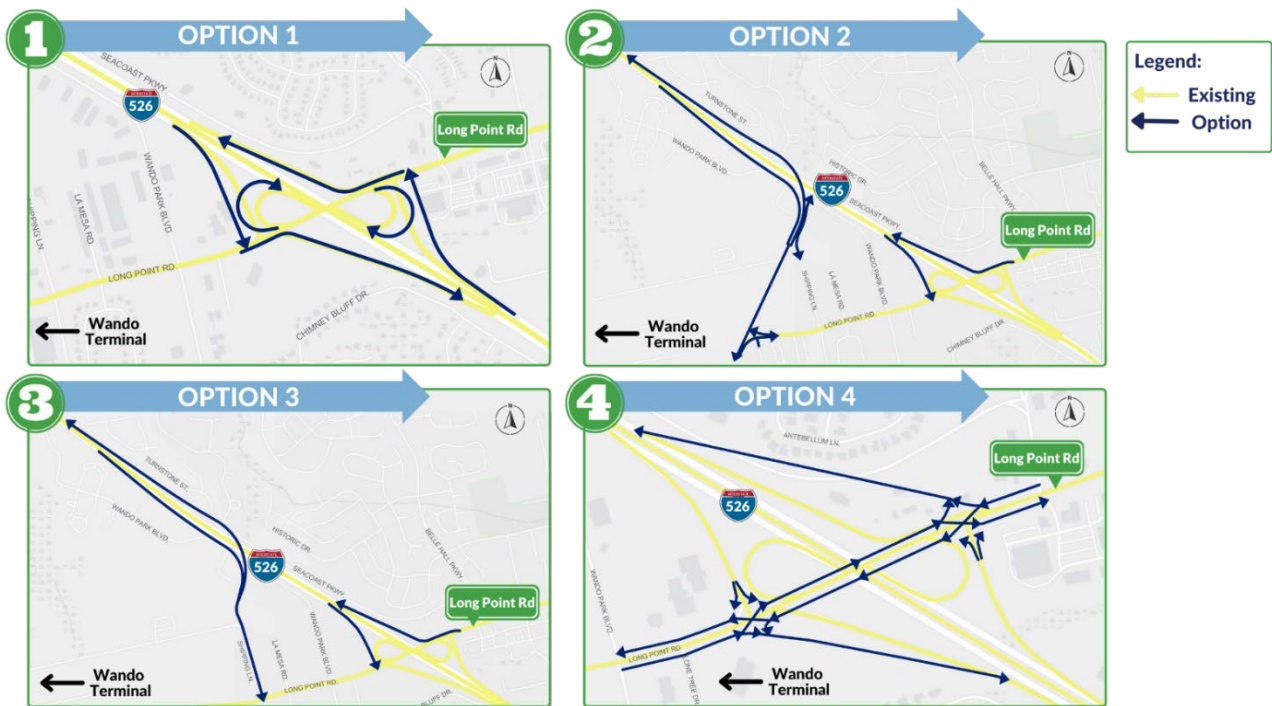 1
OPTION 1
N
SEACOAST PKWY
INTERSTATE
526
Long Point Rd
WANDO PARK BLVD.
LA MESA RD
SHIPPING LN.
LONG POINT RD.
CHIMNEY BLUFF DR.
Wando
Terminal
2
OPTION 2
N
TURNSTONE ST.
WANDO PARK BLVD.
HISTORIC DR.
INTERSTATE
526
SEACOAST PKWY
BELLE HALL PKWY
Long Point Rd
SHIPPING LN.
LA MESA RD.
WANDO PARK BLVD.
LONG POINT RD.
CHIMNEY BLUFF DR.
Wando
Terminal
Legend:
Existing
Option
3
OPTION 3
N
TURNSTONE ST.
WANDO PARK BLVD.
HISTORIC DR.
INTERSTATE
526
SEACOAST PKWY
BELLE HALL PKWY
Long Point Rd
SHIPPING LN.
LA MESA RD.
WANDO PARK BLVD.
LONG POINT RD.
BLUFF DR.
Wando
Terminal
4
OPTION 4
N
ANTEBELLUM LN.
Long Point Rd
INTERSTATE
526
WANDO PARK BLVD.
LONG POINT RD.
LONE TREE DR.
Wando
Terminal